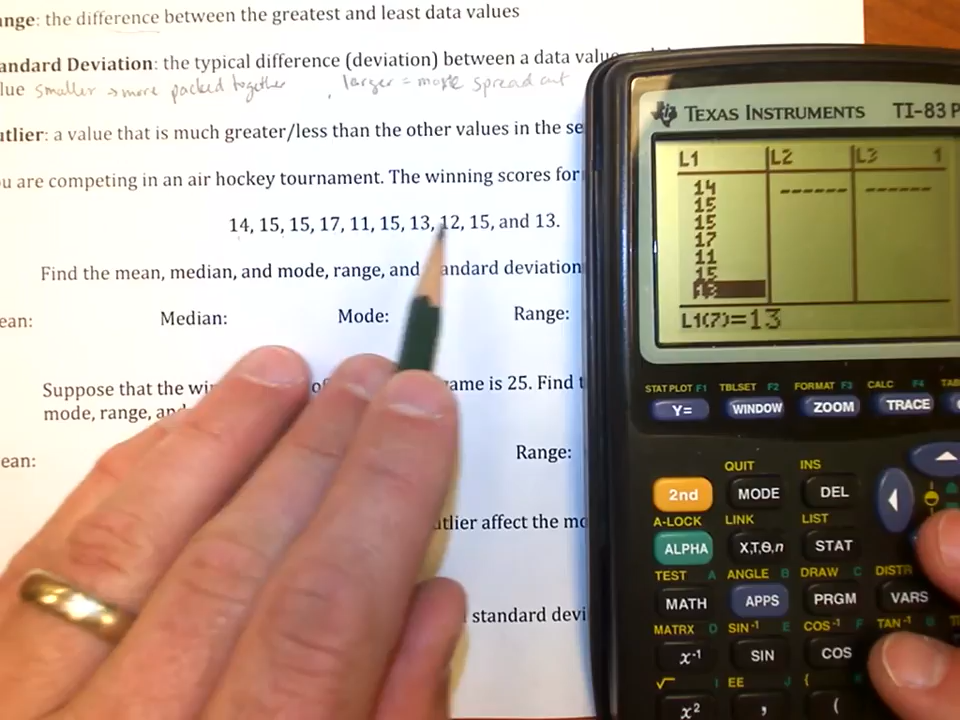 ange: the difference between the greatest and least data values
andard Deviation: the typical difference (deviation) between a data value
lue smaller → more packed together , larger = more spread out
utlier: a value that is much greater/less than the other values in the se
u are competing in an air hockey tournament. The winning scores for
14, 15, 15, 17, 11, 15, 13, 12, 15, and 13.
Find the mean, median, and mode, range, and standard deviation
ean: Median: Mode: Range:
Suppose that the wi of ame is 25. Find t
mode, range, and
ean: Range:
utlier affect the mo
standard devi
TEXAS INSTRUMENTS TI-83 P
L1 L2 L3 1
14 ------ ------
15
15
17
11
15
13
L1(7)=13
STAT PLOT F1 TBLSET F2 FORMAT F3 CALC F4 TAB
Y= WINDOW ZOOM TRACE
QUIT INS
2nd MODE DEL
A-LOCK LINK LIST
ALPHA X,T,θ,n STAT
TEST A ANGLE B DRAW C DISTR
MATH APPS PRGM VARS
MATRX D SIN⁻¹ E COS⁻¹ F TAN⁻¹ G
x⁻¹ SIN COS
√ I EE J { K
x² , (